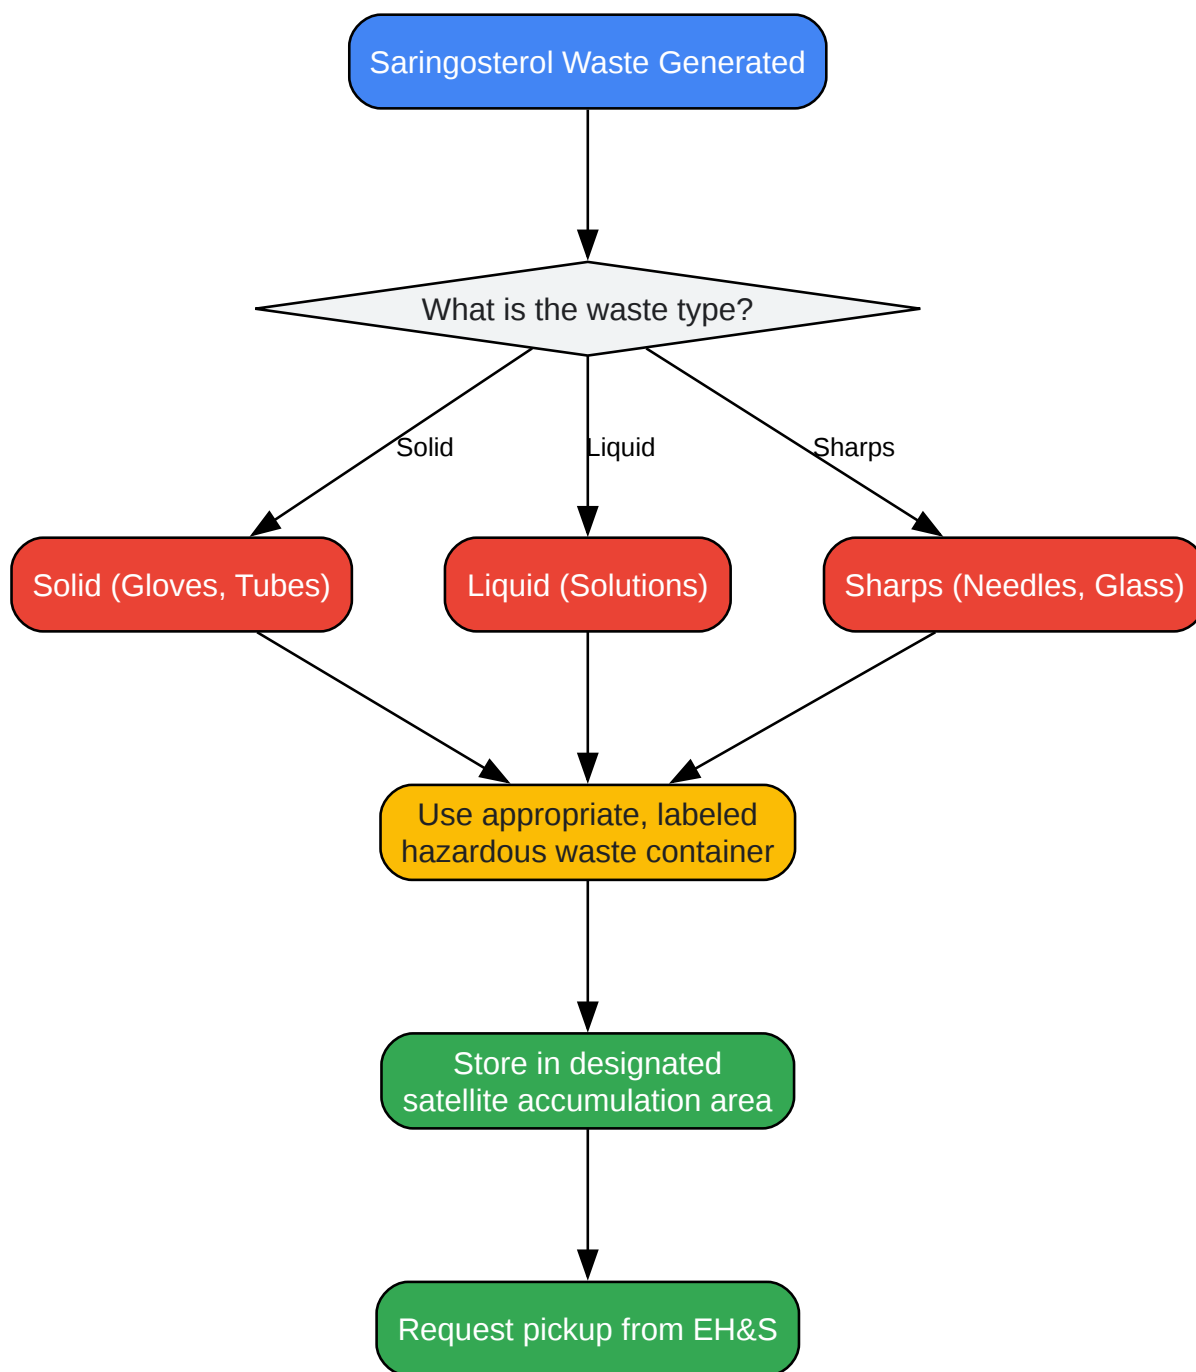 Saringosterol Waste Generated
What is the waste type?
Solid
Liquid
Sharps
Solid (Gloves, Tubes)
Liquid (Solutions)
Sharps (Needles, Glass)
Use appropriate, labeled
hazardous waste container
Store in designated
satellite accumulation area
Request pickup from EH&S